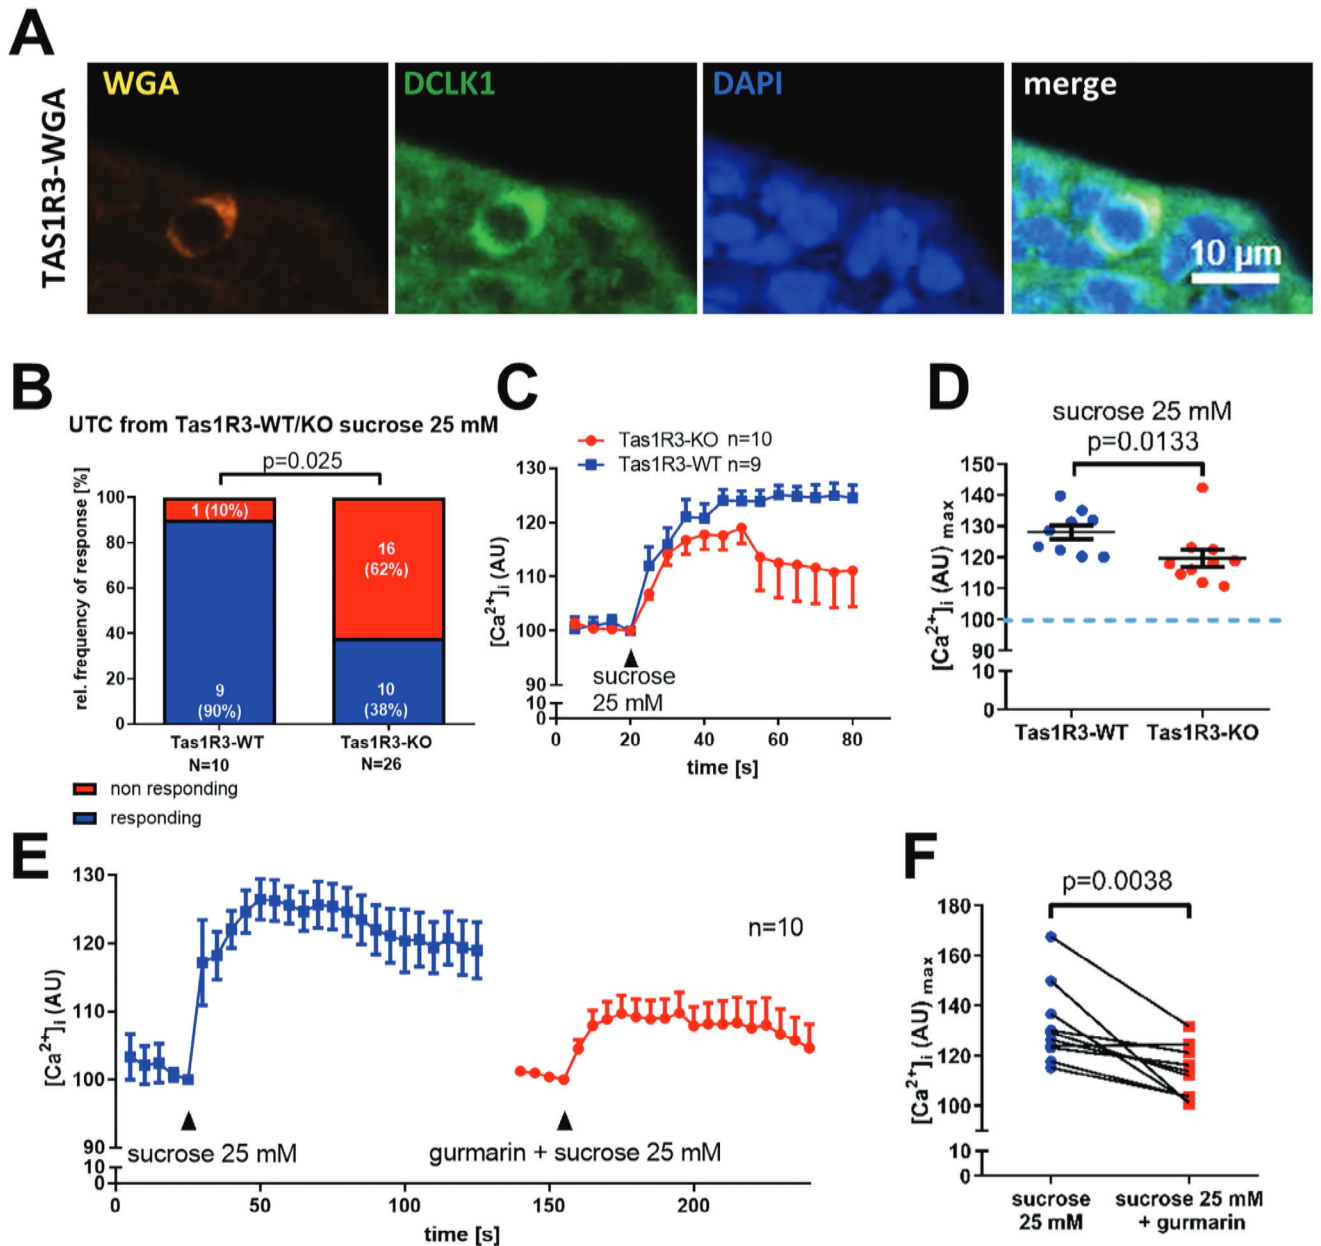 A
TAS1R3-WGA
WGA
DCLK1
DAPI
merge
10 µm
B
UTC from Tas1R3-WT/KO sucrose 25 mM
p=0.025
rel. frequency of response [%]
100
80
60
40
20
0
1 (10%)
9
(90%)
16
(62%)
10
(38%)
Tas1R3-WT
N=10
Tas1R3-KO
N=26
non responding
responding
C
Tas1R3-KO n=10
Tas1R3-WT n=9
[Ca2+]i (AU)
130
120
110
100
90
10
0
sucrose
25 mM
0 20 40 60 80
time [s]
D
sucrose 25 mM
p=0.0133
[Ca2+]i (AU) max
150
140
130
120
110
100
90
10
0
Tas1R3-WT Tas1R3-KO
E
[Ca2+]i (AU)
130
120
110
100
90
10
0
n=10
sucrose 25 mM
gurmarin + sucrose 25 mM
0 50 100 150 200
time [s]
F
p=0.0038
[Ca2+]i (AU) max
180
160
140
120
100
10
0
sucrose
25 mM
sucrose 25 mM
+ gurmarin